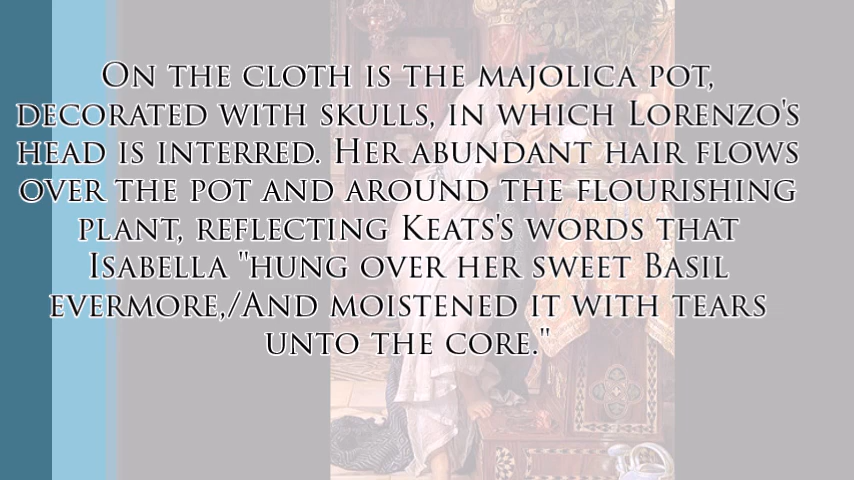 On the cloth is the majolica pot,
decorated with skulls, in which Lorenzo's
head is interred. Her abundant hair flows
over the pot and around the flourishing
plant, reflecting Keats's words that
Isabella "hung over her sweet Basil
evermore,/And moistened it with tears
unto the core."